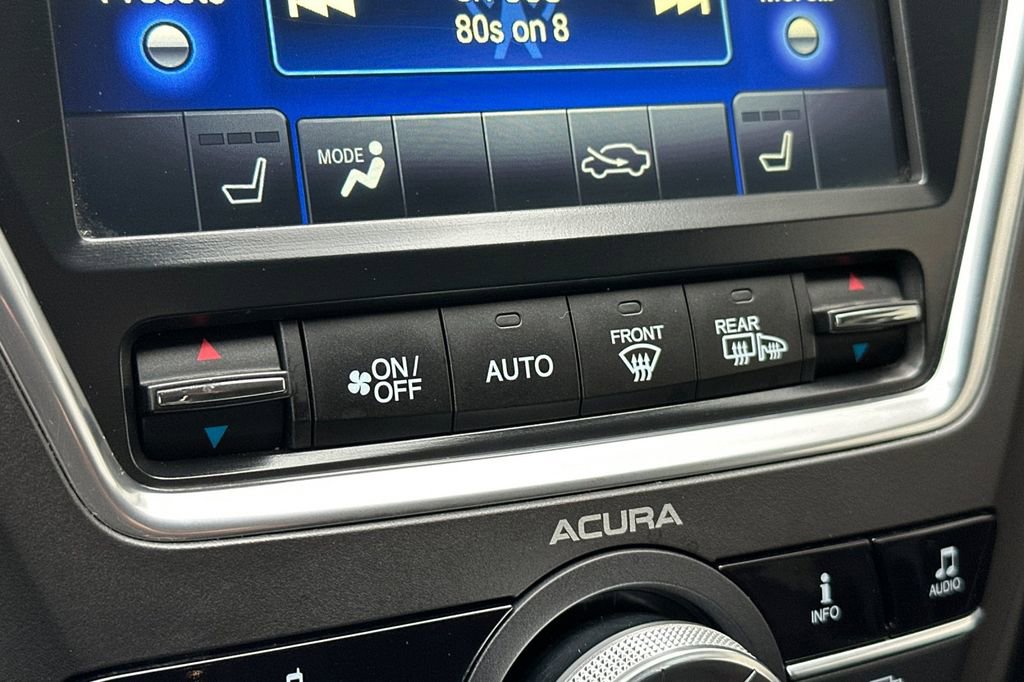 80s on 8
MODE
ON/
OFF
AUTO
FRONT
REAR
ACURA
INFO
AUDIO